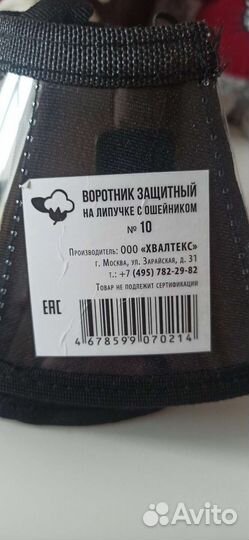 ВОРОТНИК ЗАЩИТНЫЙ
НА ЛИПУЧКЕ С ОШЕЙНИКОМ
№ 10
Производитель: ООО «ХВАЛТЕКС»
г. Москва, ул. Зарайская, д. 31
т.: +7 (495) 782-29-82
Товар не подлежит сертификации
EAC
4 678599 070214
Avito